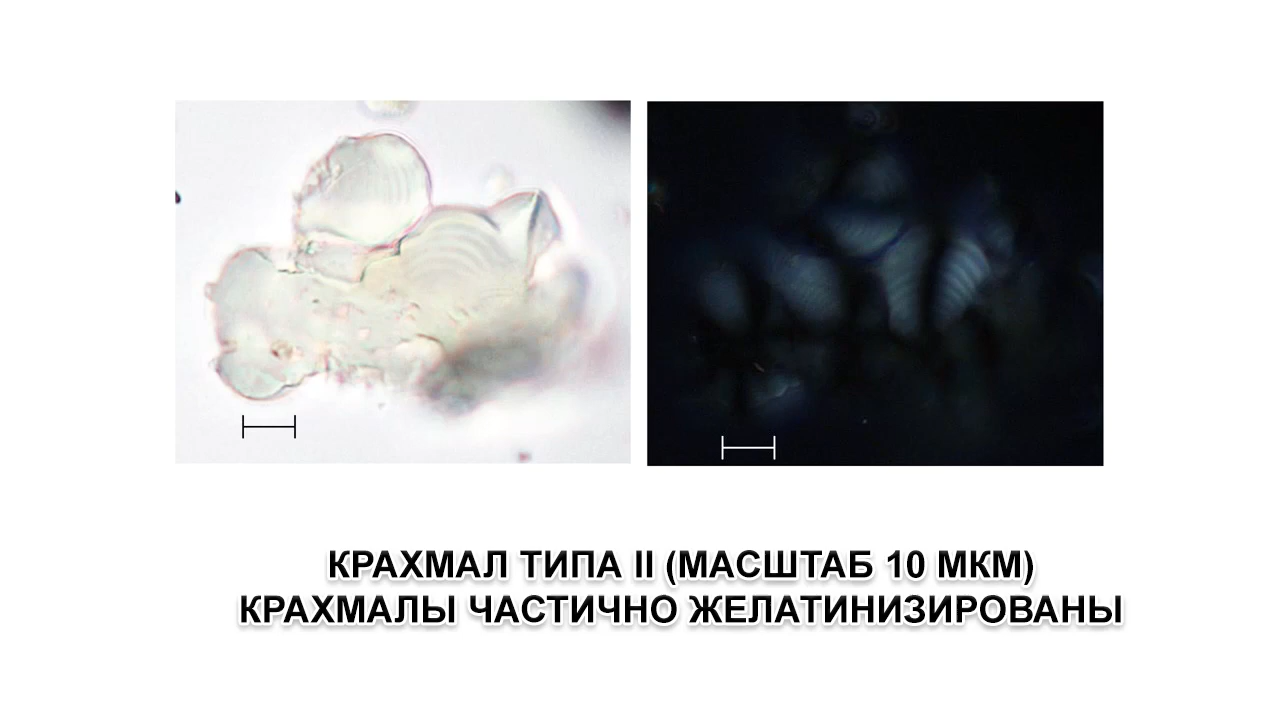 КРАХМАЛ ТИПА II (МАСШТАБ 10 МКМ)
КРАХМАЛЫ ЧАСТИЧНО ЖЕЛАТИНИЗИРОВАНЫ